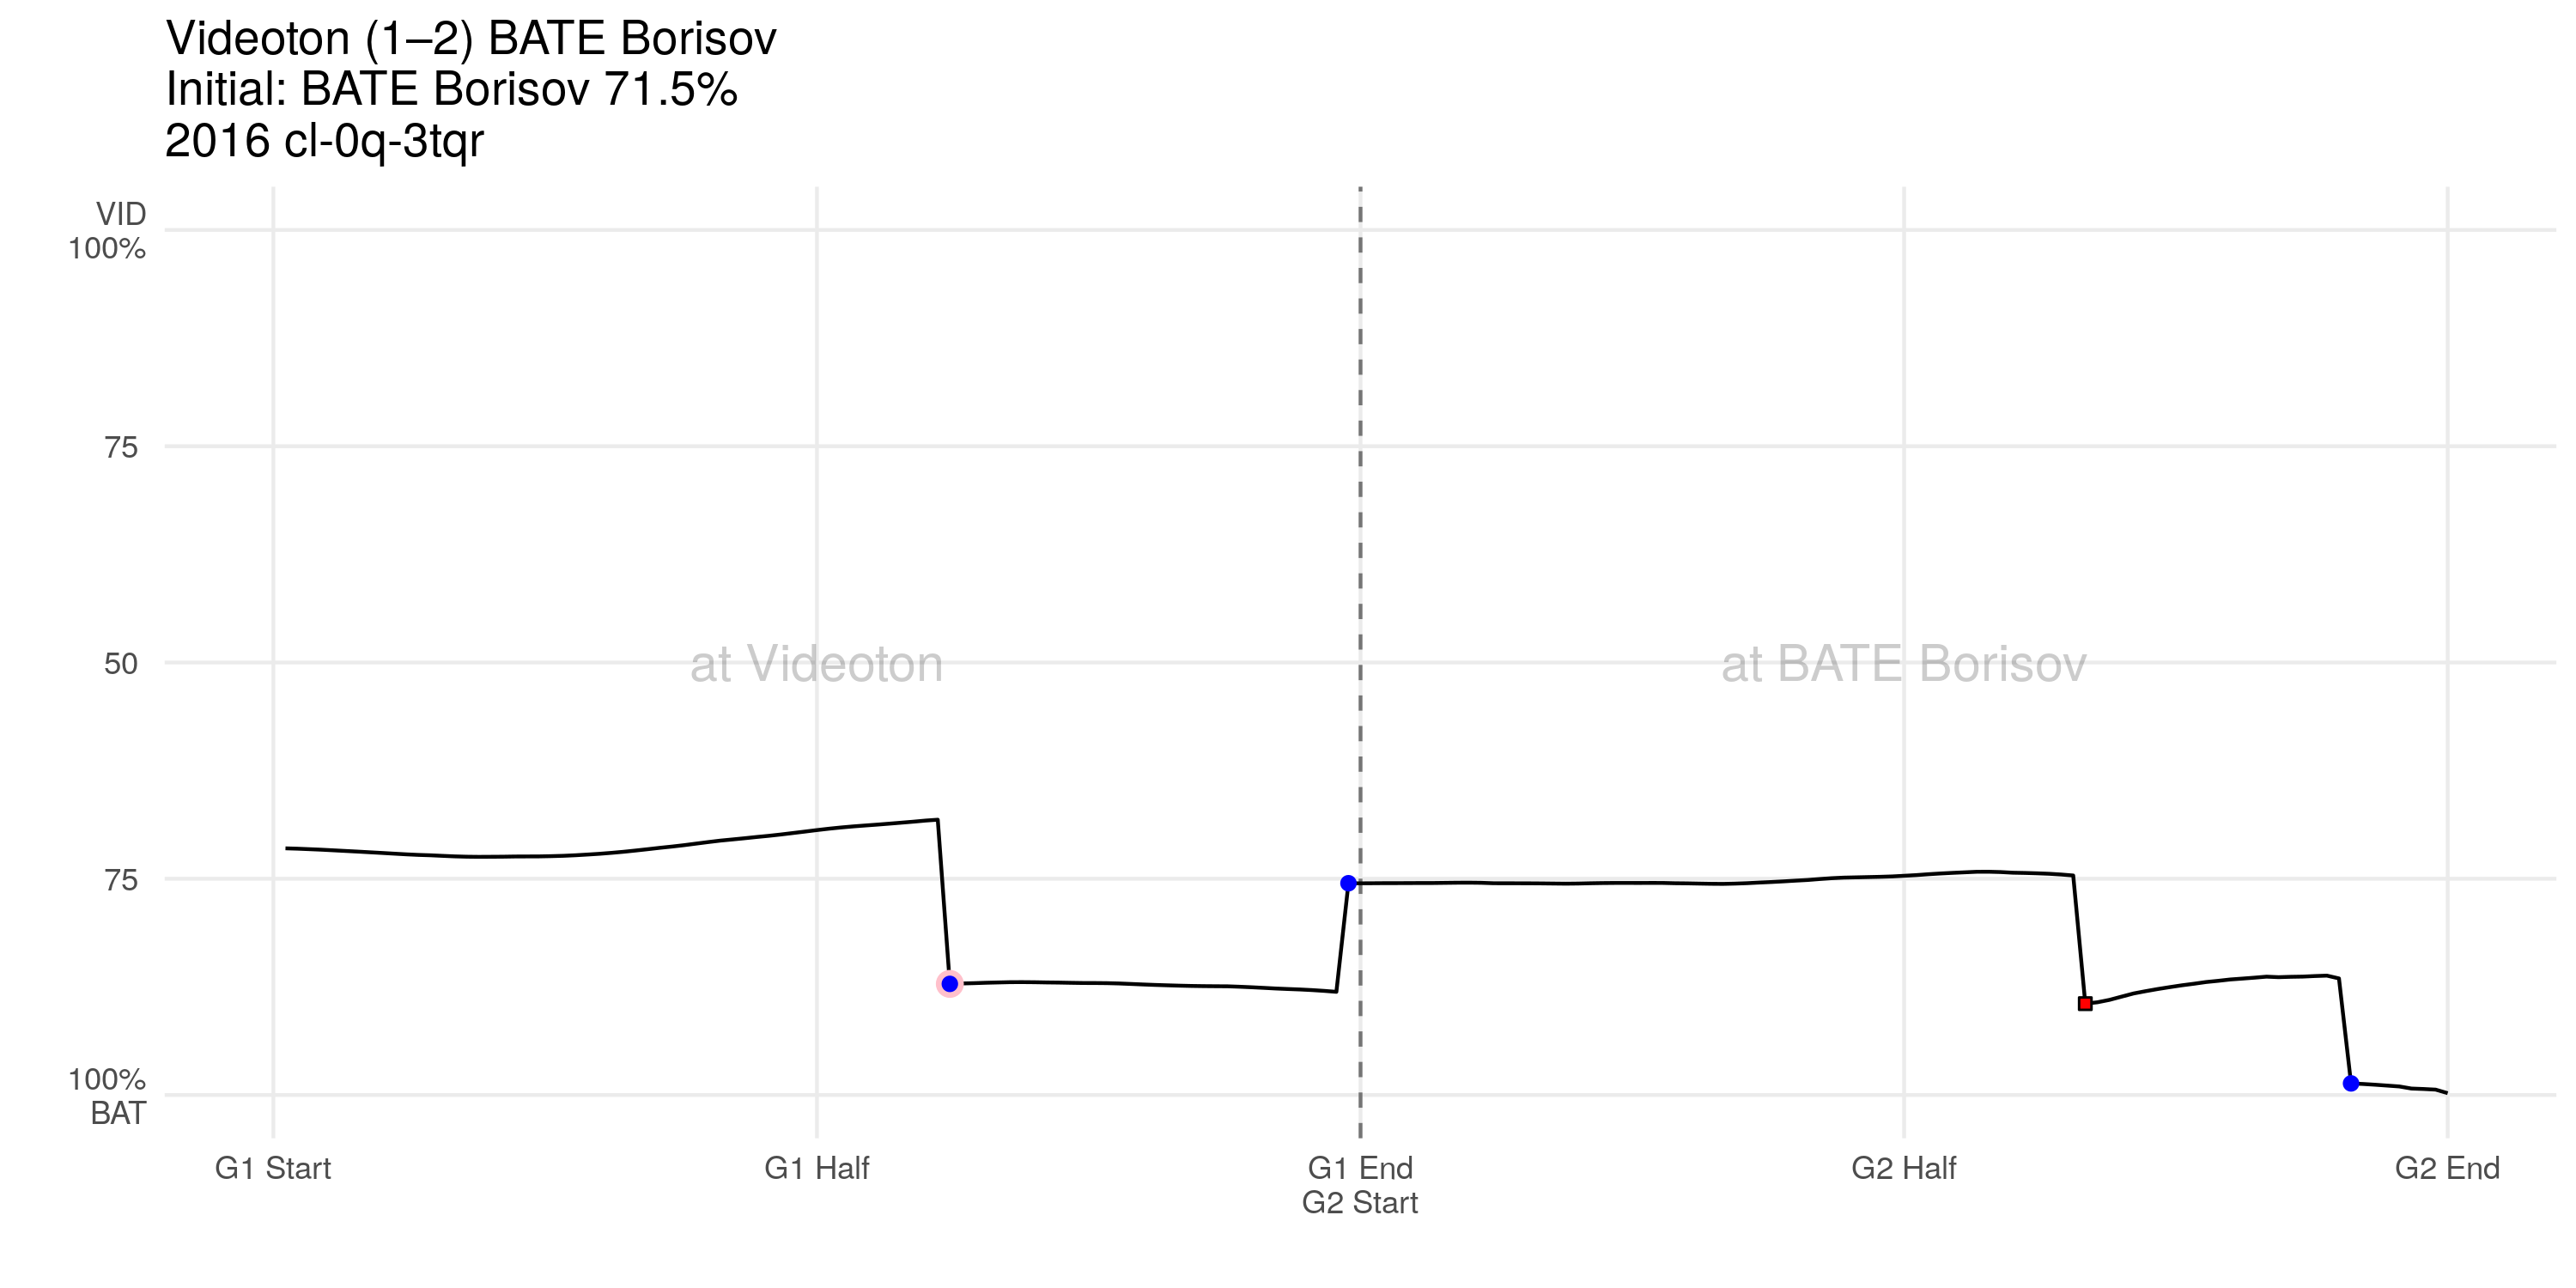 Videoton (1–2) BATE Borisov
Initial: BATE Borisov 71.5%
2016 cl-0q-3tqr
VID
100%
75
50
75
100%
BAT
at Videoton
at BATE Borisov
G1 Start
G1 Half
G1 End
G2 Start
G2 Half
G2 End